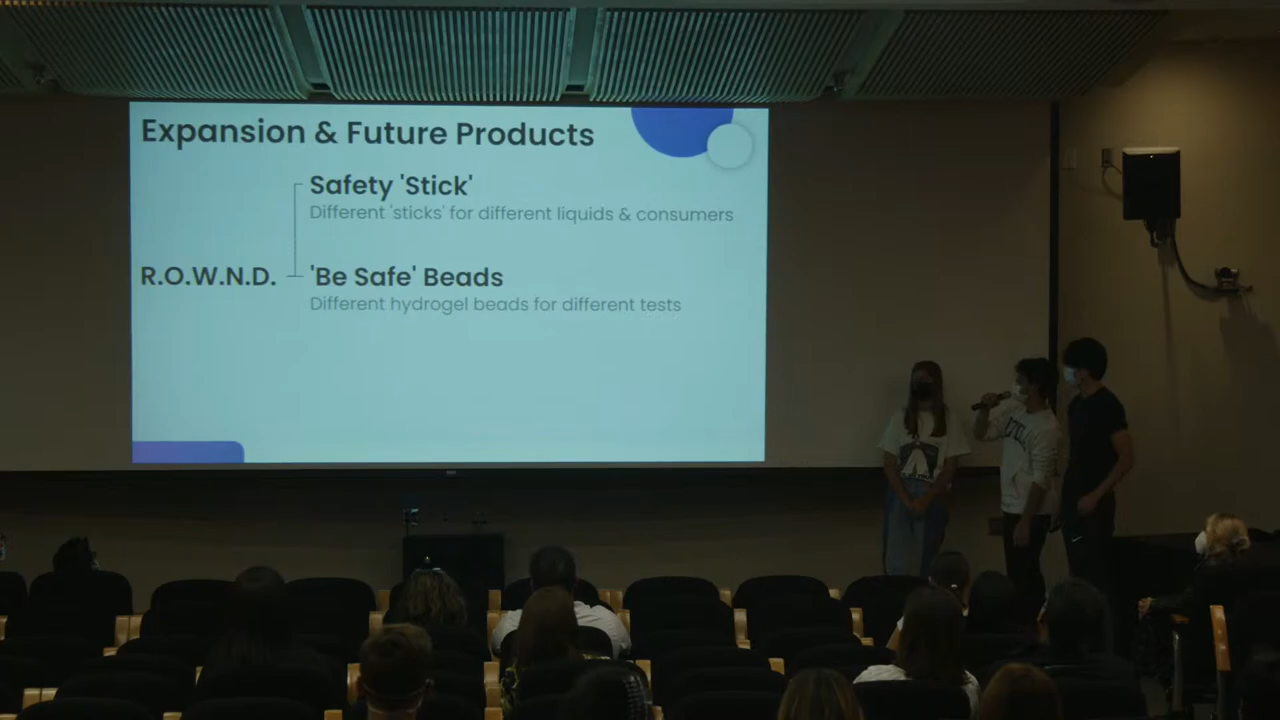 Expansion & Future Products
Safety 'Stick'
Different 'sticks' for different liquids & consumers
R.O.W.N.D.
'Be Safe' Beads
Different hydrogel beads for different tests